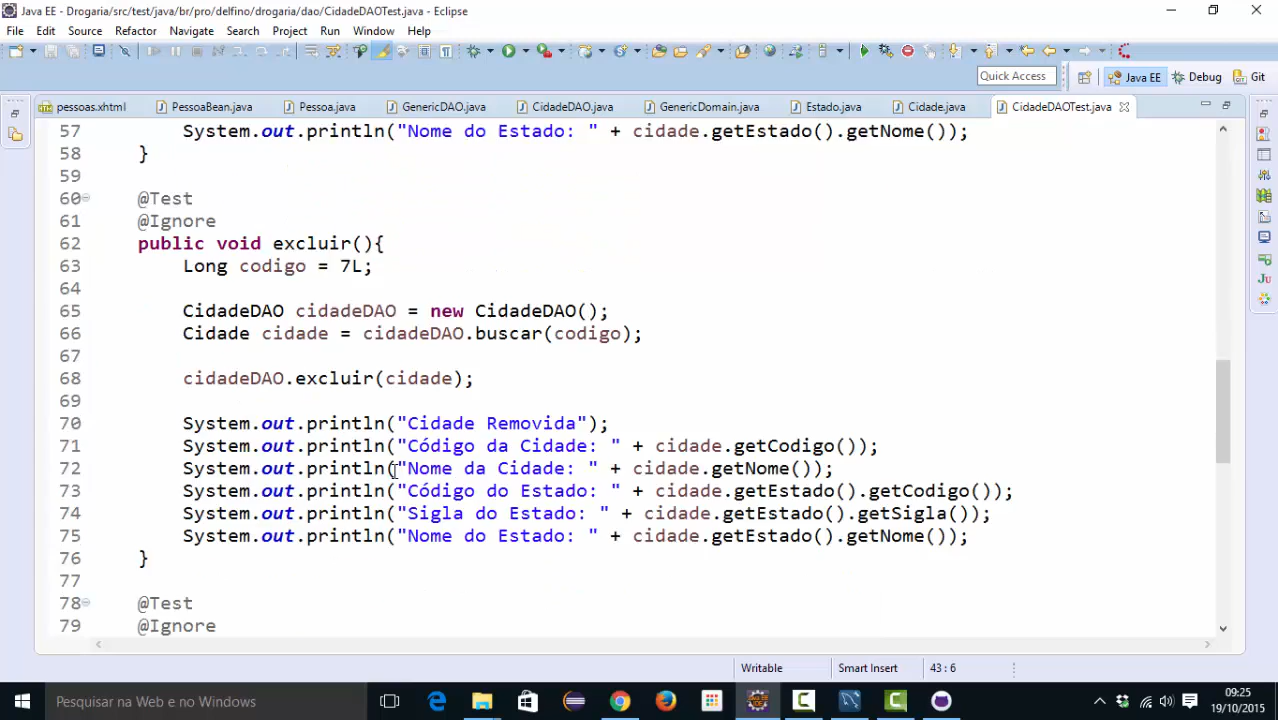 Java EE - Drogaria/src/test/java/br/pro/delfino/drogaria/dao/CidadeDAOTest.java - Eclipse
File Edit Source Refactor Navigate Search Project Run Window Help
Quick Access Java EE Debug Git
pessoas.xhtml PessoaBean.java Pessoa.java GenericDAO.java CidadeDAO.java GenericDomain.java Estado.java Cidade.java CidadeDAOTest.java
57 System.out.println("Nome do Estado: " + cidade.getEstado().getNome());
58 }
59
60 @Test
61 @Ignore
62 public void excluir(){
63 Long codigo = 7L;
64
65 CidadeDAO cidadeDAO = new CidadeDAO();
66 Cidade cidade = cidadeDAO.buscar(codigo);
67
68 cidadeDAO.excluir(cidade);
69
70 System.out.println("Cidade Removida");
71 System.out.println("Código da Cidade: " + cidade.getCodigo());
72 System.out.println("Nome da Cidade: " + cidade.getNome());
73 System.out.println("Código do Estado: " + cidade.getEstado().getCodigo());
74 System.out.println("Sigla do Estado: " + cidade.getEstado().getSigla());
75 System.out.println("Nome do Estado: " + cidade.getEstado().getNome());
76 }
77
78 @Test
79 @Ignore
Writable Smart Insert 43 : 6
Pesquisar na Web e no Windows
09:25
19/10/2015